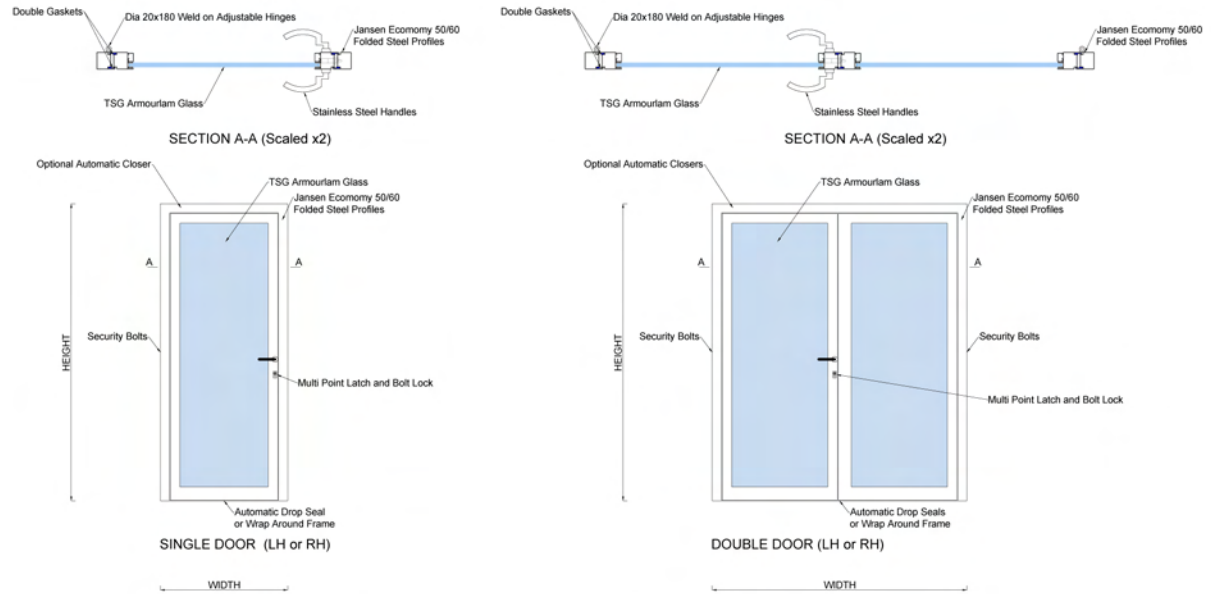 Double Gaskets
Dia 20x180 Weld on Adjustable Hinges
Jansen Ecomomy 50/60
Folded Steel Profiles
TSG Armourlam Glass
Stainless Steel Handles
SECTION A-A (Scaled x2)
Optional Automatic Closer
TSG Armourlam Glass
Jansen Ecomomy 50/60
Folded Steel Profiles
A
A
HEIGHT
Security Bolts
Multi Point Latch and Bolt Lock
Automatic Drop Seal
or Wrap Around Frame
SINGLE DOOR (LH or RH)
WIDTH
Double Gaskets
Dia 20x180 Weld on Adjustable Hinges
Jansen Ecomomy 50/60
Folded Steel Profiles
TSG Armourlam Glass
Stainless Steel Handles
SECTION A-A (Scaled x2)
Optional Automatic Closers
TSG Armourlam Glass
Jansen Ecomomy 50/60
Folded Steel Profiles
A
A
HEIGHT
Security Bolts
Security Bolts
Multi Point Latch and Bolt Lock
Automatic Drop Seals
or Wrap Around Frame
DOUBLE DOOR (LH or RH)
WIDTH